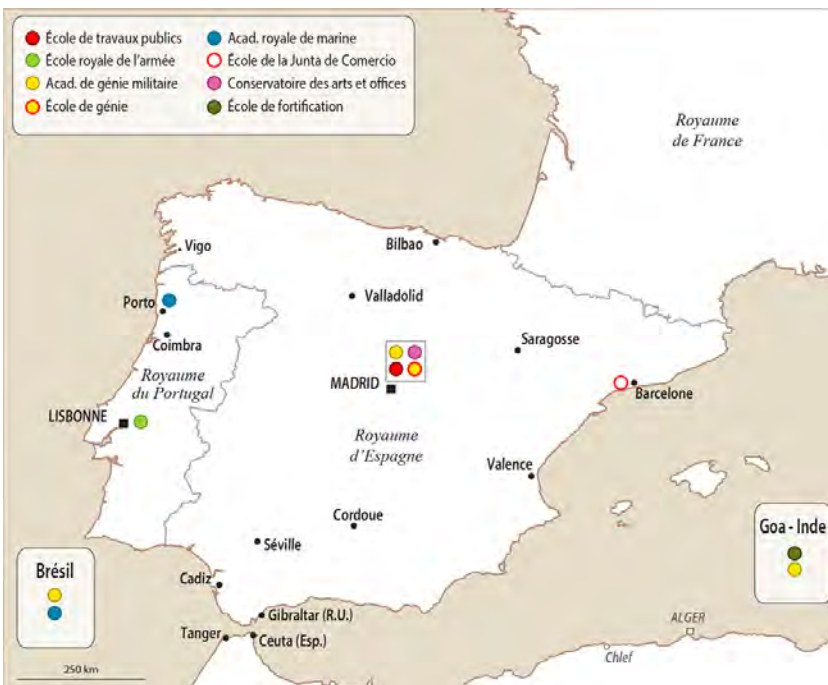 École de travaux publics
École royale de l'armée
Acad. de génie militaire
École de génie
Acad. royale de marine
École de la Junta de Comercio
Conservatoire des arts et offices
École de fortification
Royaume
de France
Vigo
Bilbao
Valladolid
Porto
Coimbra
Saragosse
Royaume
du Portugal
MADRID
Barcelone
LISBONNE
Royaume
d'Espagne
Valence
Cordoue
Séville
Goa - Inde
Brésil
Cadiz
Gibraltar (R.U.)
Tanger
Ceuta (Esp.)
ALGER
Chlef
250 km